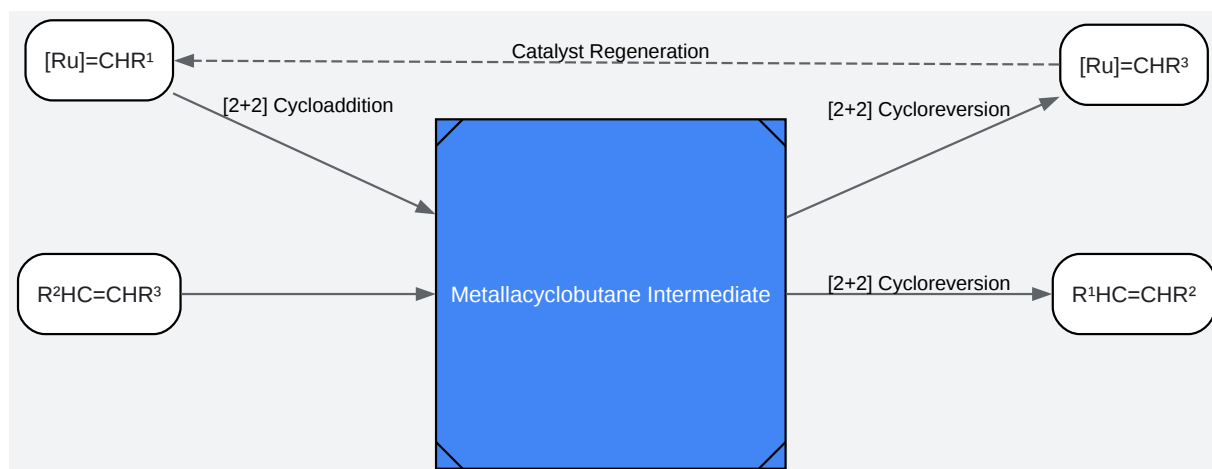 [Ru]=CHR¹
Catalyst Regeneration
[Ru]=CHR³
[2+2] Cycloaddition
[2+2] Cycloreversion
R²HC=CHR³
Metallacyclobutane Intermediate
[2+2] Cycloreversion
R¹HC=CHR²